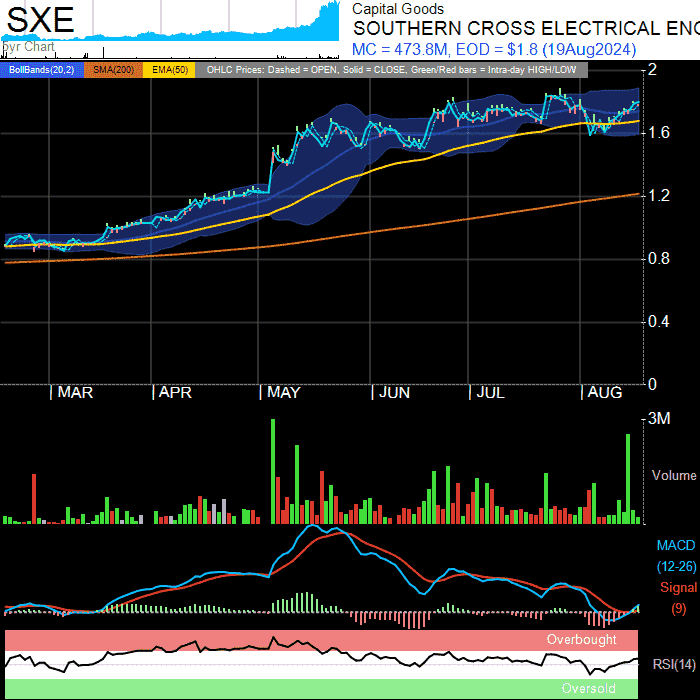 SXE
Capital Goods
SOUTHERN CROSS ELECTRICAL ENG
MC = 473.8M, EOD = $1.8 (19Aug2024)
5yr Chart
BollBands(20,2) SMA(200) EMA(50) OHLC Prices: Dashed = OPEN, Solid = CLOSE, Green/Red bars = Intra-day HIGH/LOW
2
1.6
1.2
0.8
0.4
0
MAR APR MAY JUN JUL AUG
3M
Volume
MACD
(12-26)
Signal
(9)
Overbought
RSI(14)
Oversold